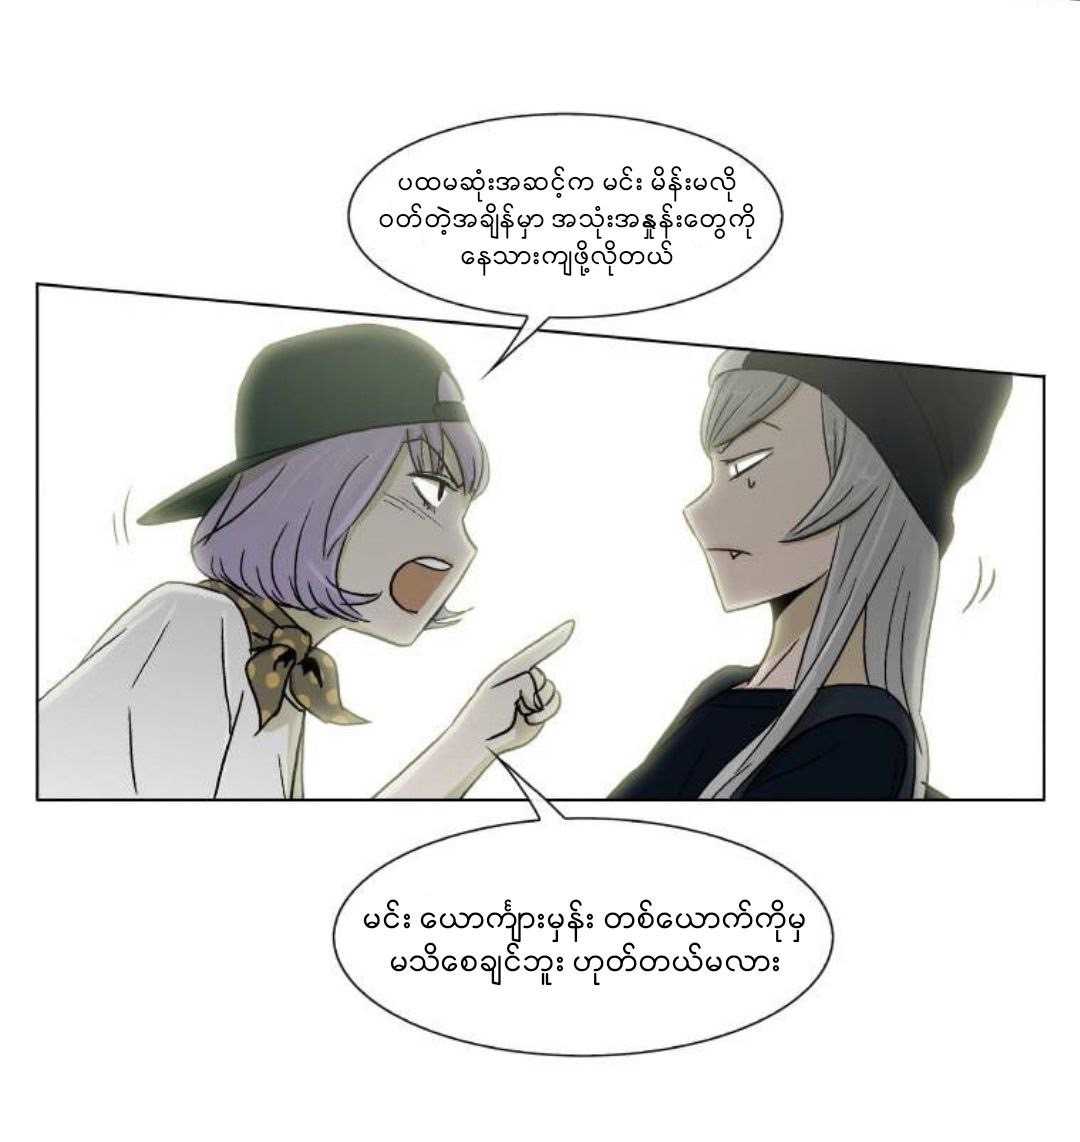 ပထမဆုံးအဆင့်က မင်း မိန်းမလို
ဝတ်တဲ့အချိန်မှာ အသုံးအနှုန်းတွေကို
နေသားကျဖို့လိုတယ်
မင်း ယောင်္ကျားမှန်း တစ်ယောက်ကိုမှ
မသိစေချင်ဘူး ဟုတ်တယ်မလား